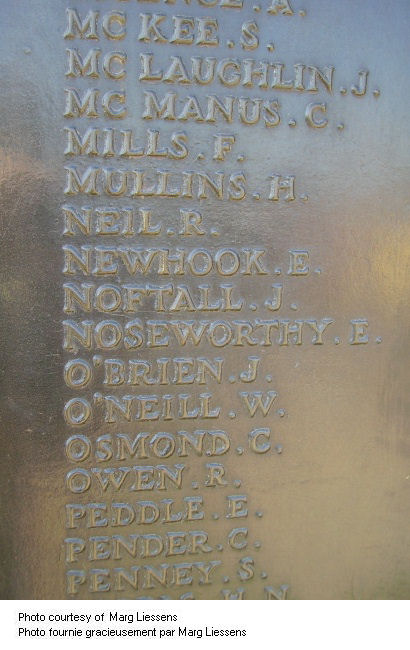 MC KEE. S.
MC LAUGHLIN. J.
MC MANUS. C.
MILLS. F.
MULLINS. H.
NEIL. R.
NEWHOOK. E.
NOFTALL. J.
NOSEWORTHY. E.
O'BRIEN. J.
O'NEILL. W.
OSMOND. C.
OWEN. R.
PEDDLE. E.
PENDER. C.
PENNEY. S.
Photo courtesy of Marg Liessens
Photo fournie gracieusement par Marg Liessens